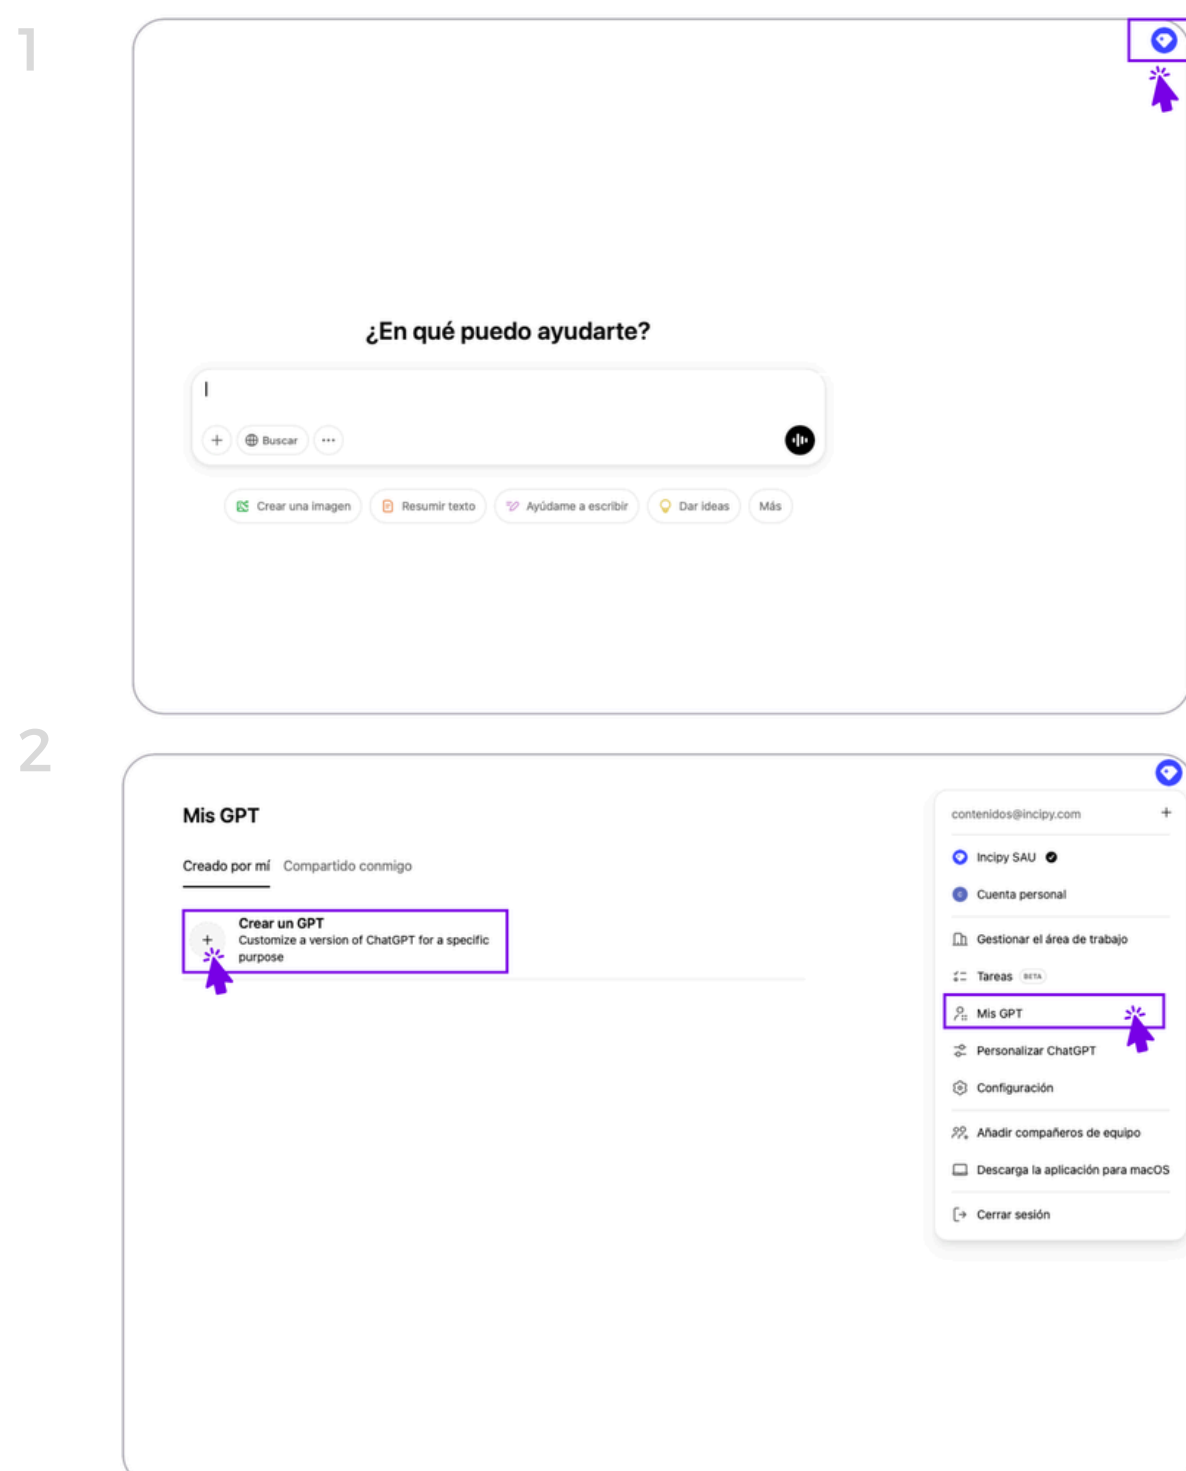 1
¿En qué puedo ayudarte?
Buscar
Crear una imagen
Resumir texto
Ayúdame a escribir
Dar ideas
Más
2
Mis GPT
Creado por mí
Compartido conmigo
Crear un GPT
Customize a version of ChatGPT for a specific
purpose
contenidos@incipy.com
Incipy SAU
C
Cuenta personal
Gestionar el área de trabajo
Tareas BETA
Mis GPT
Personalizar ChatGPT
Configuración
Añadir compañeros de equipo
Descarga la aplicación para macOS
Cerrar sesión